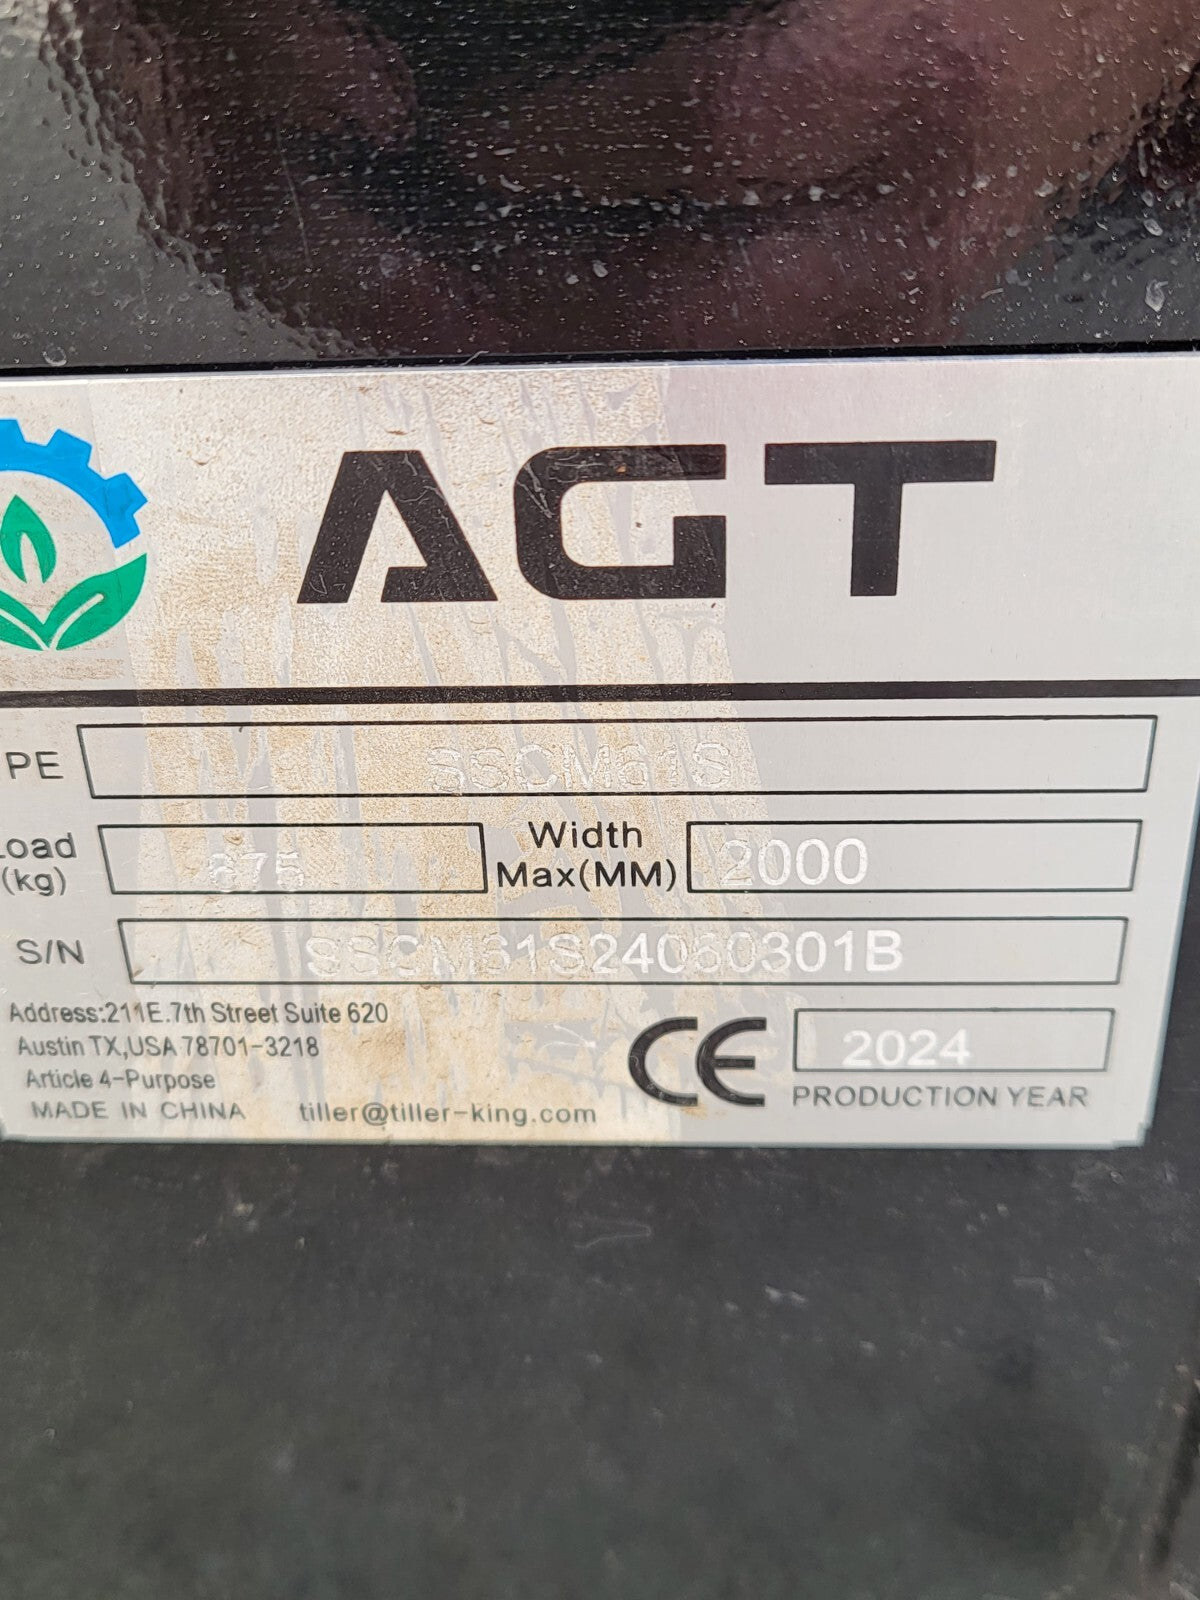 AGT
PE SSCM61S
Load (kg) 675 Width Max(MM) 2000
S/N SSCM61S24060301B
Address:211E.7th Street Suite 620
Austin TX,USA 78701-3218
Article 4-Purpose
MADE IN CHINA tiller@tiller-king.com
CE 2024
PRODUCTION YEAR